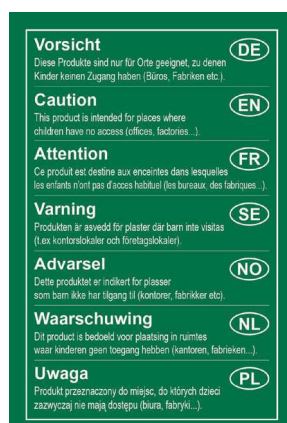 Vorsicht
DE
Diese Produkte sind nur für Orte geeignet, zu denen
Kinder keinen Zugang haben (Büros, Fabriken etc.).
Caution
EN
This product is intended for places where
children have no access (offices, factories...).
Attention
FR
Ce produit est destine aux enceintes dans lesquelles
les enfants n'ont pas d'acces habituel (les bureaux, des fabriques...).
Varning
SE
Produkten är asvedd för plaster där barn inte visitas
(t.ex kontorslokaler och företagslokaler).
Advarsel
NO
Dette produktet er indikert for plasser
som barn ikke har tilgang til (kontorer, fabrikker etc).
Waarschuwing
NL
Dit product is bedoeld voor plaatsing in ruimtes
waar kinderen geen toegang hebben (kantoren, fabrieken...).
Uwaga
PL
Produkt przeznaczony do miejsc, do których dzieci
zazwyczaj nie mają dostępu (biura, fabryki...).